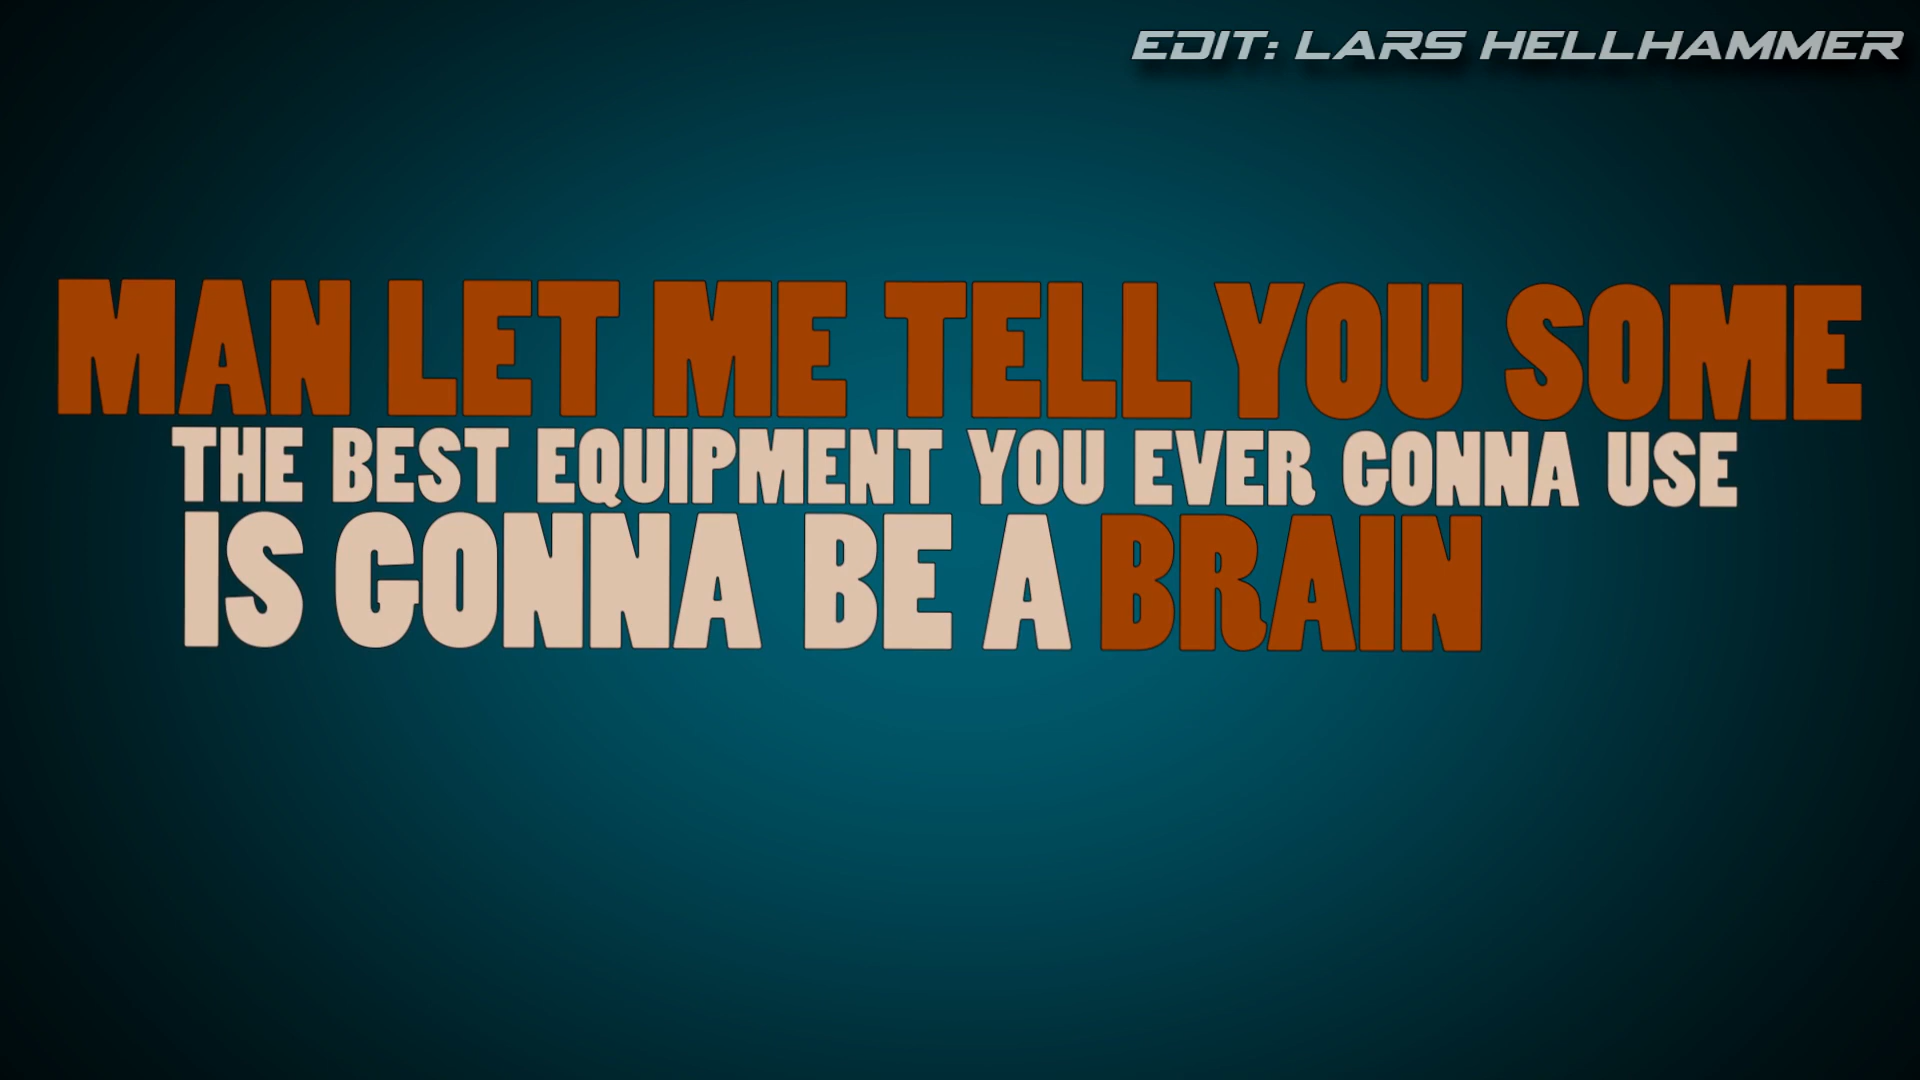 EDIT: LARS HELLHAMMER
MAN LET ME TELL YOU SOME
THE BEST EQUIPMENT YOU EVER GONNA USE
IS GONNA BE A BRAIN